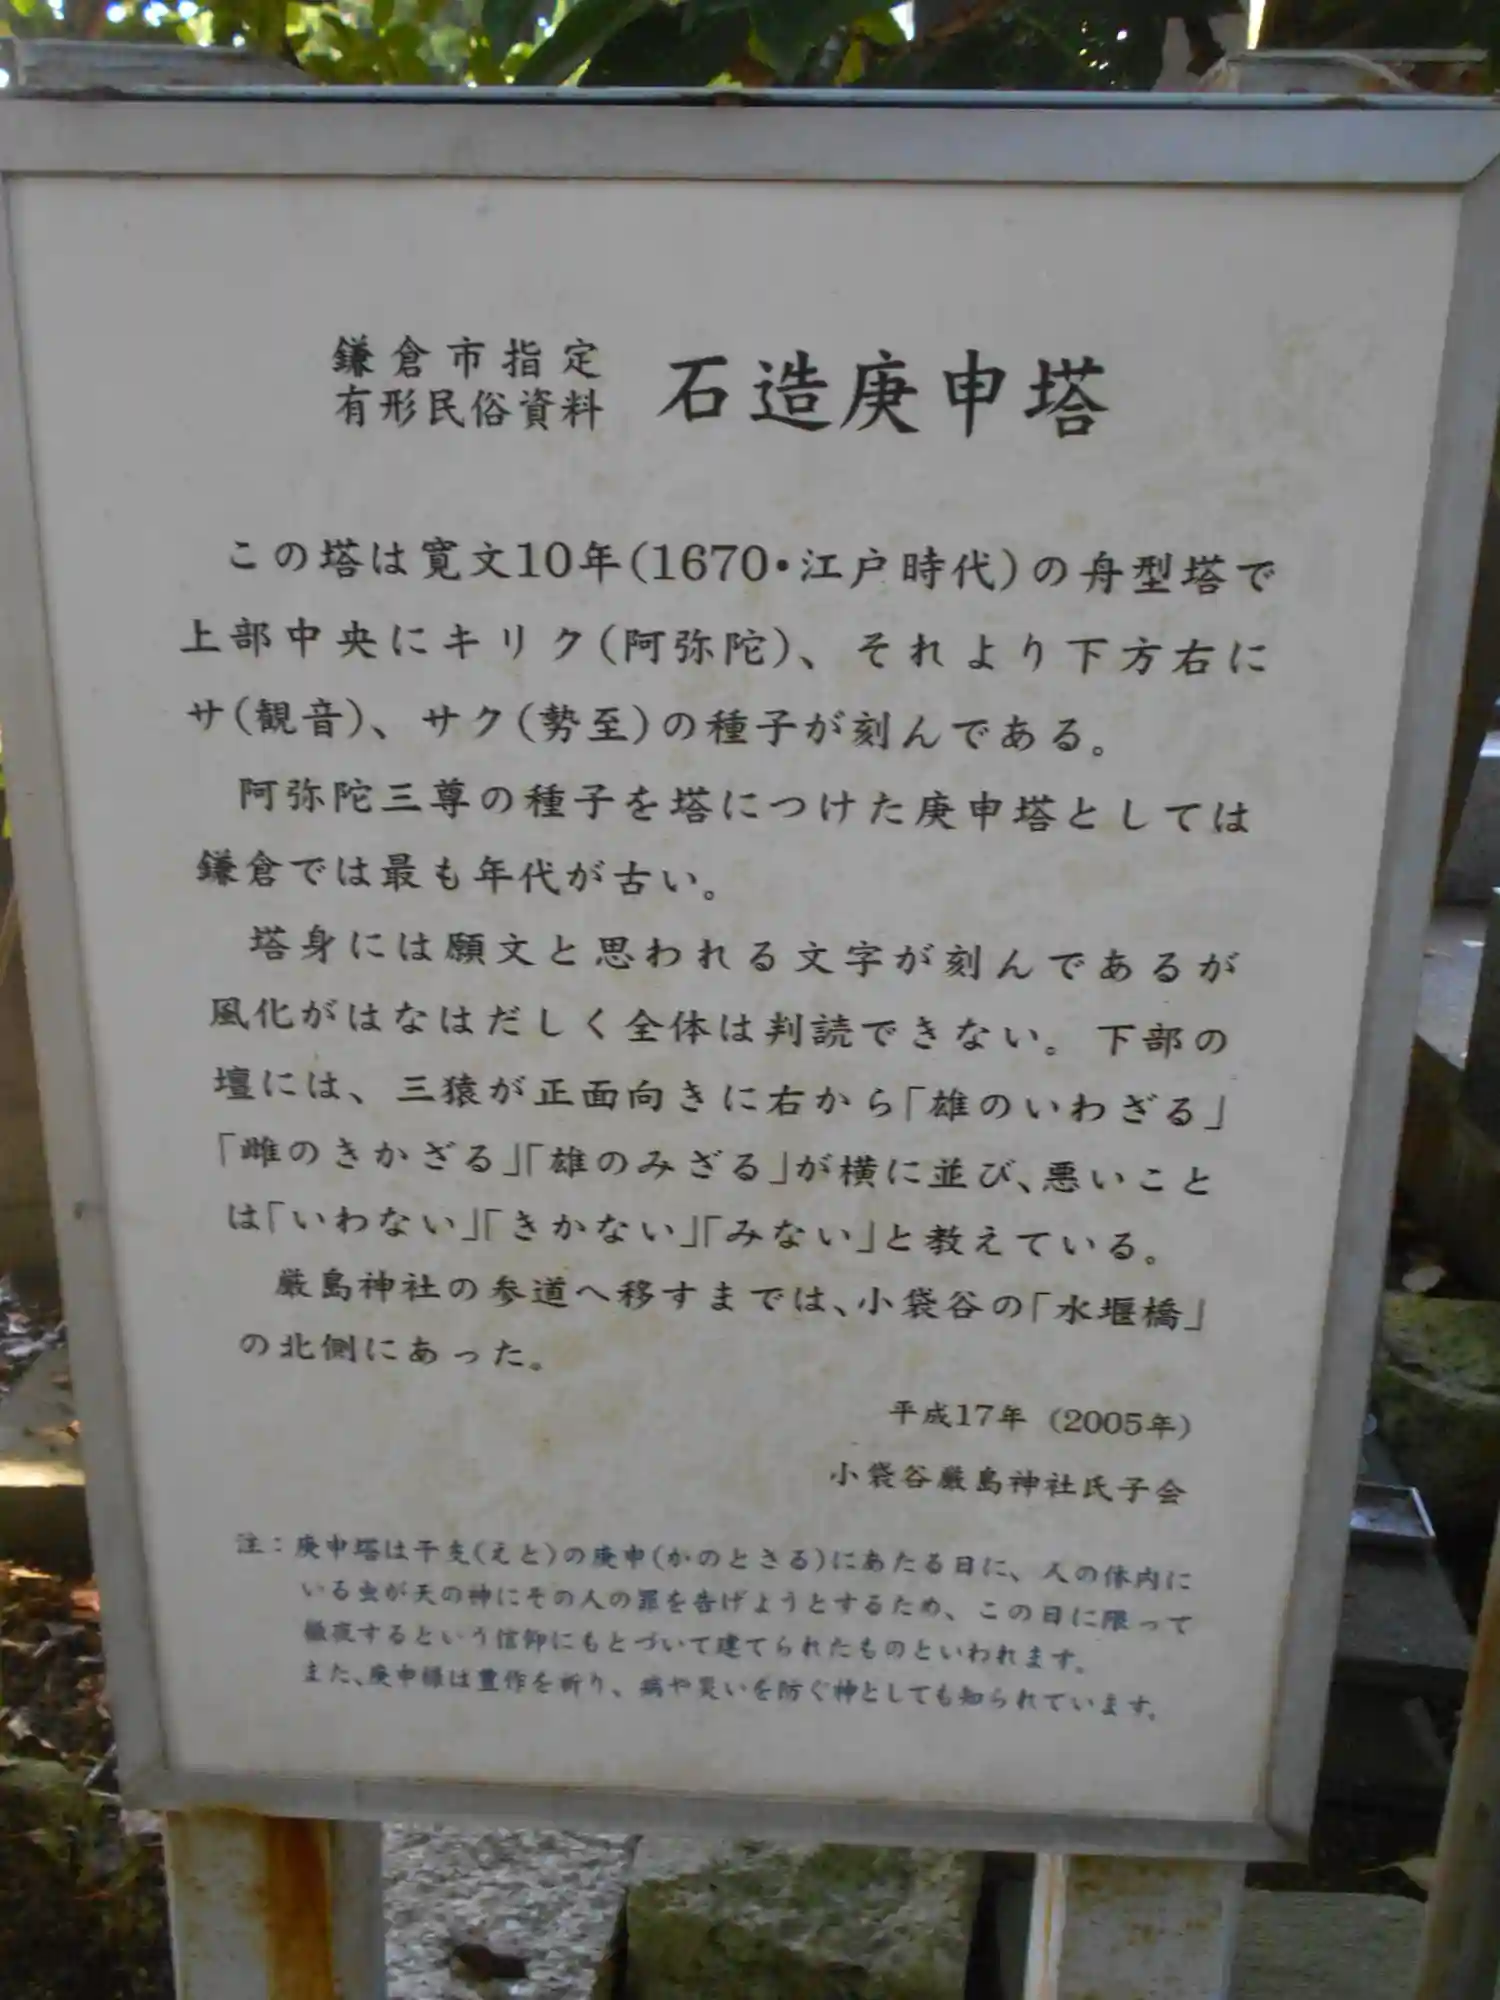 鎌倉市指定
有形民俗資料 石造庚申塔
この塔は寛文10年(1670・江戸時代)の舟型塔で
上部中央にキリク(阿弥陀)、それより下方右に
サ(観音)、サク(勢至)の種子が刻んである。
阿弥陀三尊の種子を塔につけた庚申塔としては
鎌倉では最も年代が古い。
塔身には願文と思われる文字が刻んであるが
風化がはなはだしく全体は判読できない。下部の
壇には、三猿が正面向きに右から「雄のいわざる」
「雌のきかざる」「雄のみざる」が横に並び、悪いこと
は「いわない」「きかない」「みない」と教えている。
厳島神社の参道へ移すまでは、小袋谷の「水堰橋」
の北側にあった。
平成17年 (2005年)
小袋谷厳島神社氏子会
注:庚申塔は干支(えと)の庚申(かのとさる)にあたる日に、人の体内に
いる虫が天の神にその人の罪を告げようとするため、この日に限って
徹夜するという信仰にもとづいて建てられたものといわれます。
また、庚申様は豊作を祈り、病や災いを防ぐ神としても知られています。